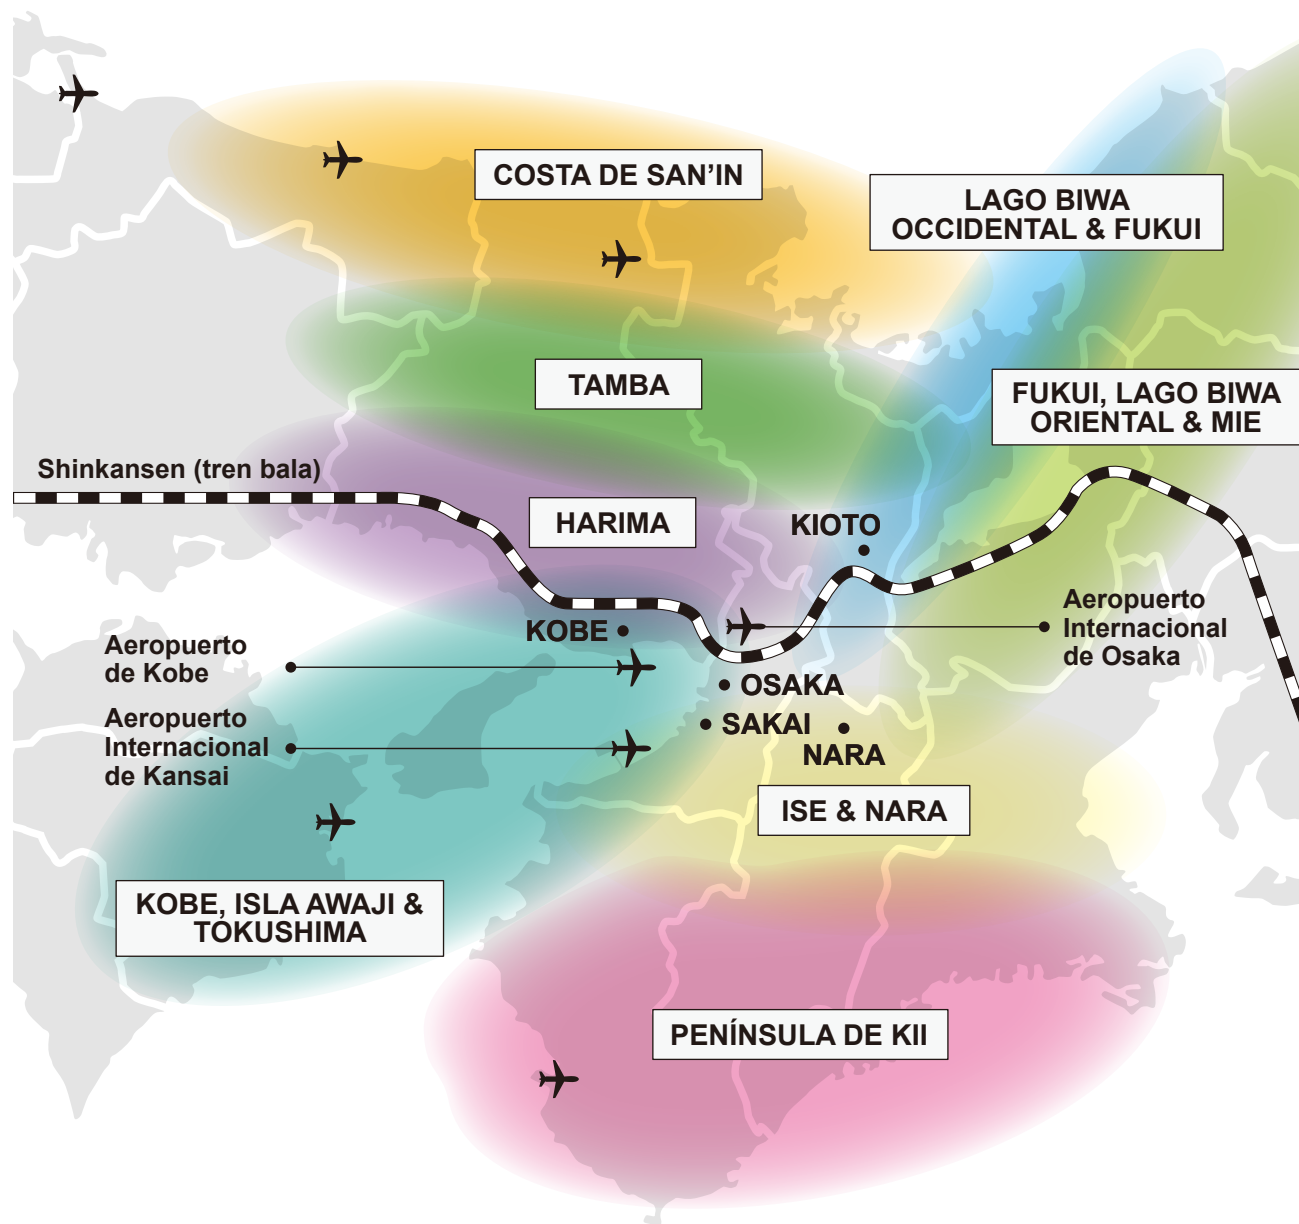 COSTA DE SAN’IN
LAGO BIWA
OCCIDENTAL & FUKUI
TAMBA
FUKUI, LAGO BIWA
ORIENTAL & MIE
Shinkansen (tren bala)
HARIMA
KIOTO
KOBE
Aeropuerto
Internacional
de Osaka
Aeropuerto
de Kobe
OSAKA
SAKAI
NARA
Aeropuerto
Internacional
de Kansai
ISE & NARA
KOBE, ISLA AWAJI &
TOKUSHIMA
PENÍNSULA DE KII